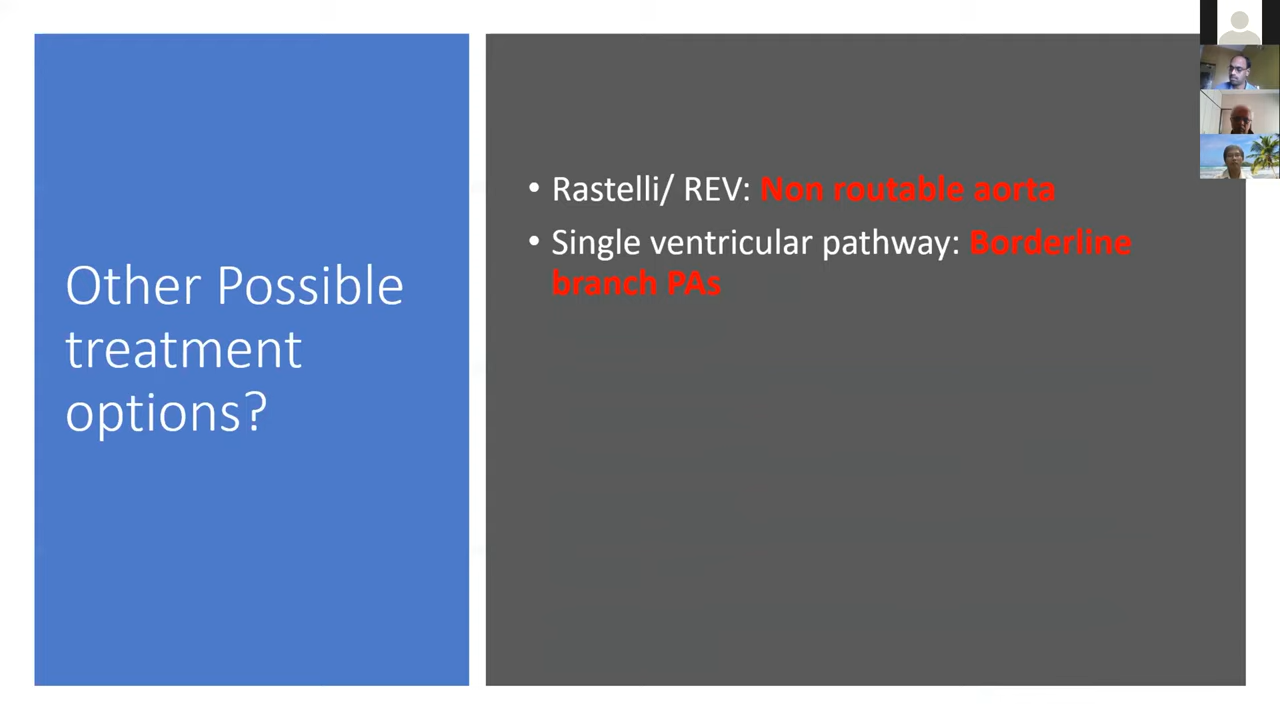 Other Possible
treatment
options?
• Rastelli/ REV: Non routable aorta
• Single ventricular pathway: Borderline
branch PAs